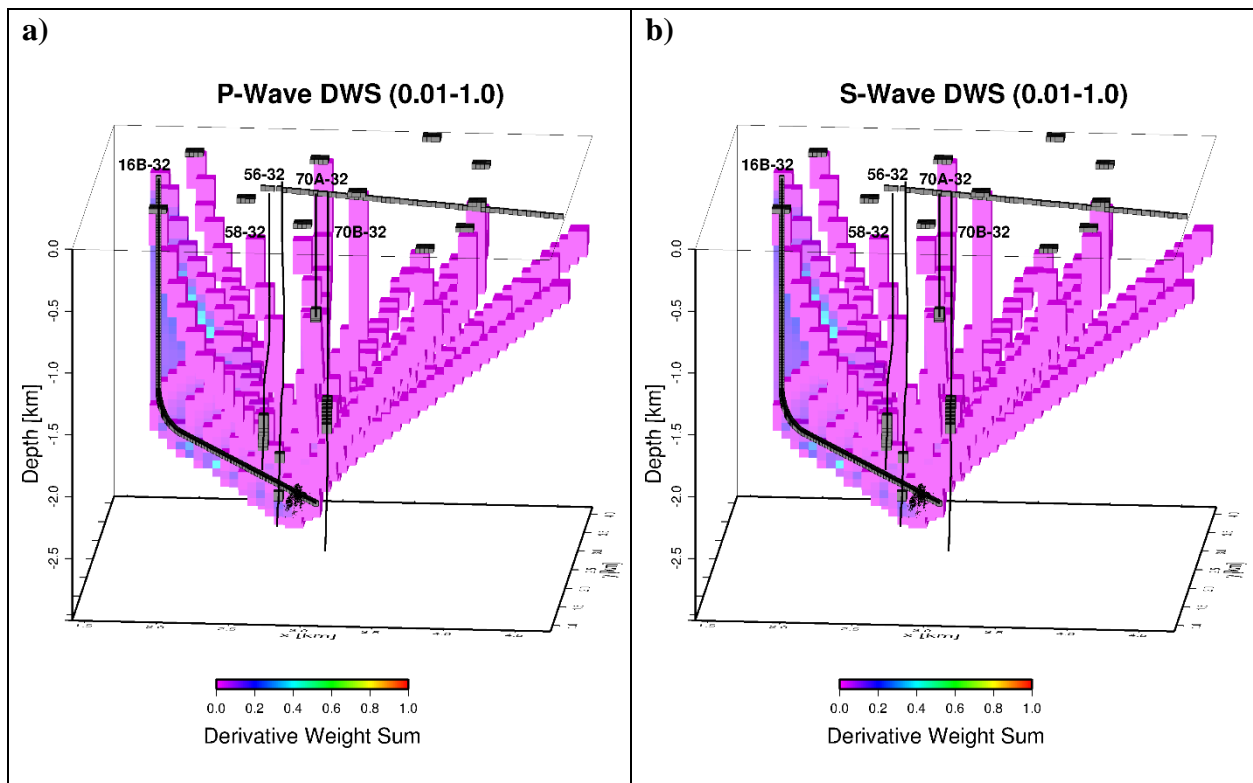 a)
P-Wave DWS (0.01-1.0)
16B-32
56-32
70A-32
58-32
70B-32
0.0
-0.5
-1.0
-1.5
-2.0
-2.5
Depth [km]
2.5
x [km]
0.0 0.2 0.4 0.6 0.8 1.0
Derivative Weight Sum
b)
S-Wave DWS (0.01-1.0)
16B-32
56-32
70A-32
58-32
70B-32
0.0
-0.5
-1.0
-1.5
-2.0
-2.5
Depth [km]
2.5
x [km]
0.0 0.2 0.4 0.6 0.8 1.0
Derivative Weight Sum